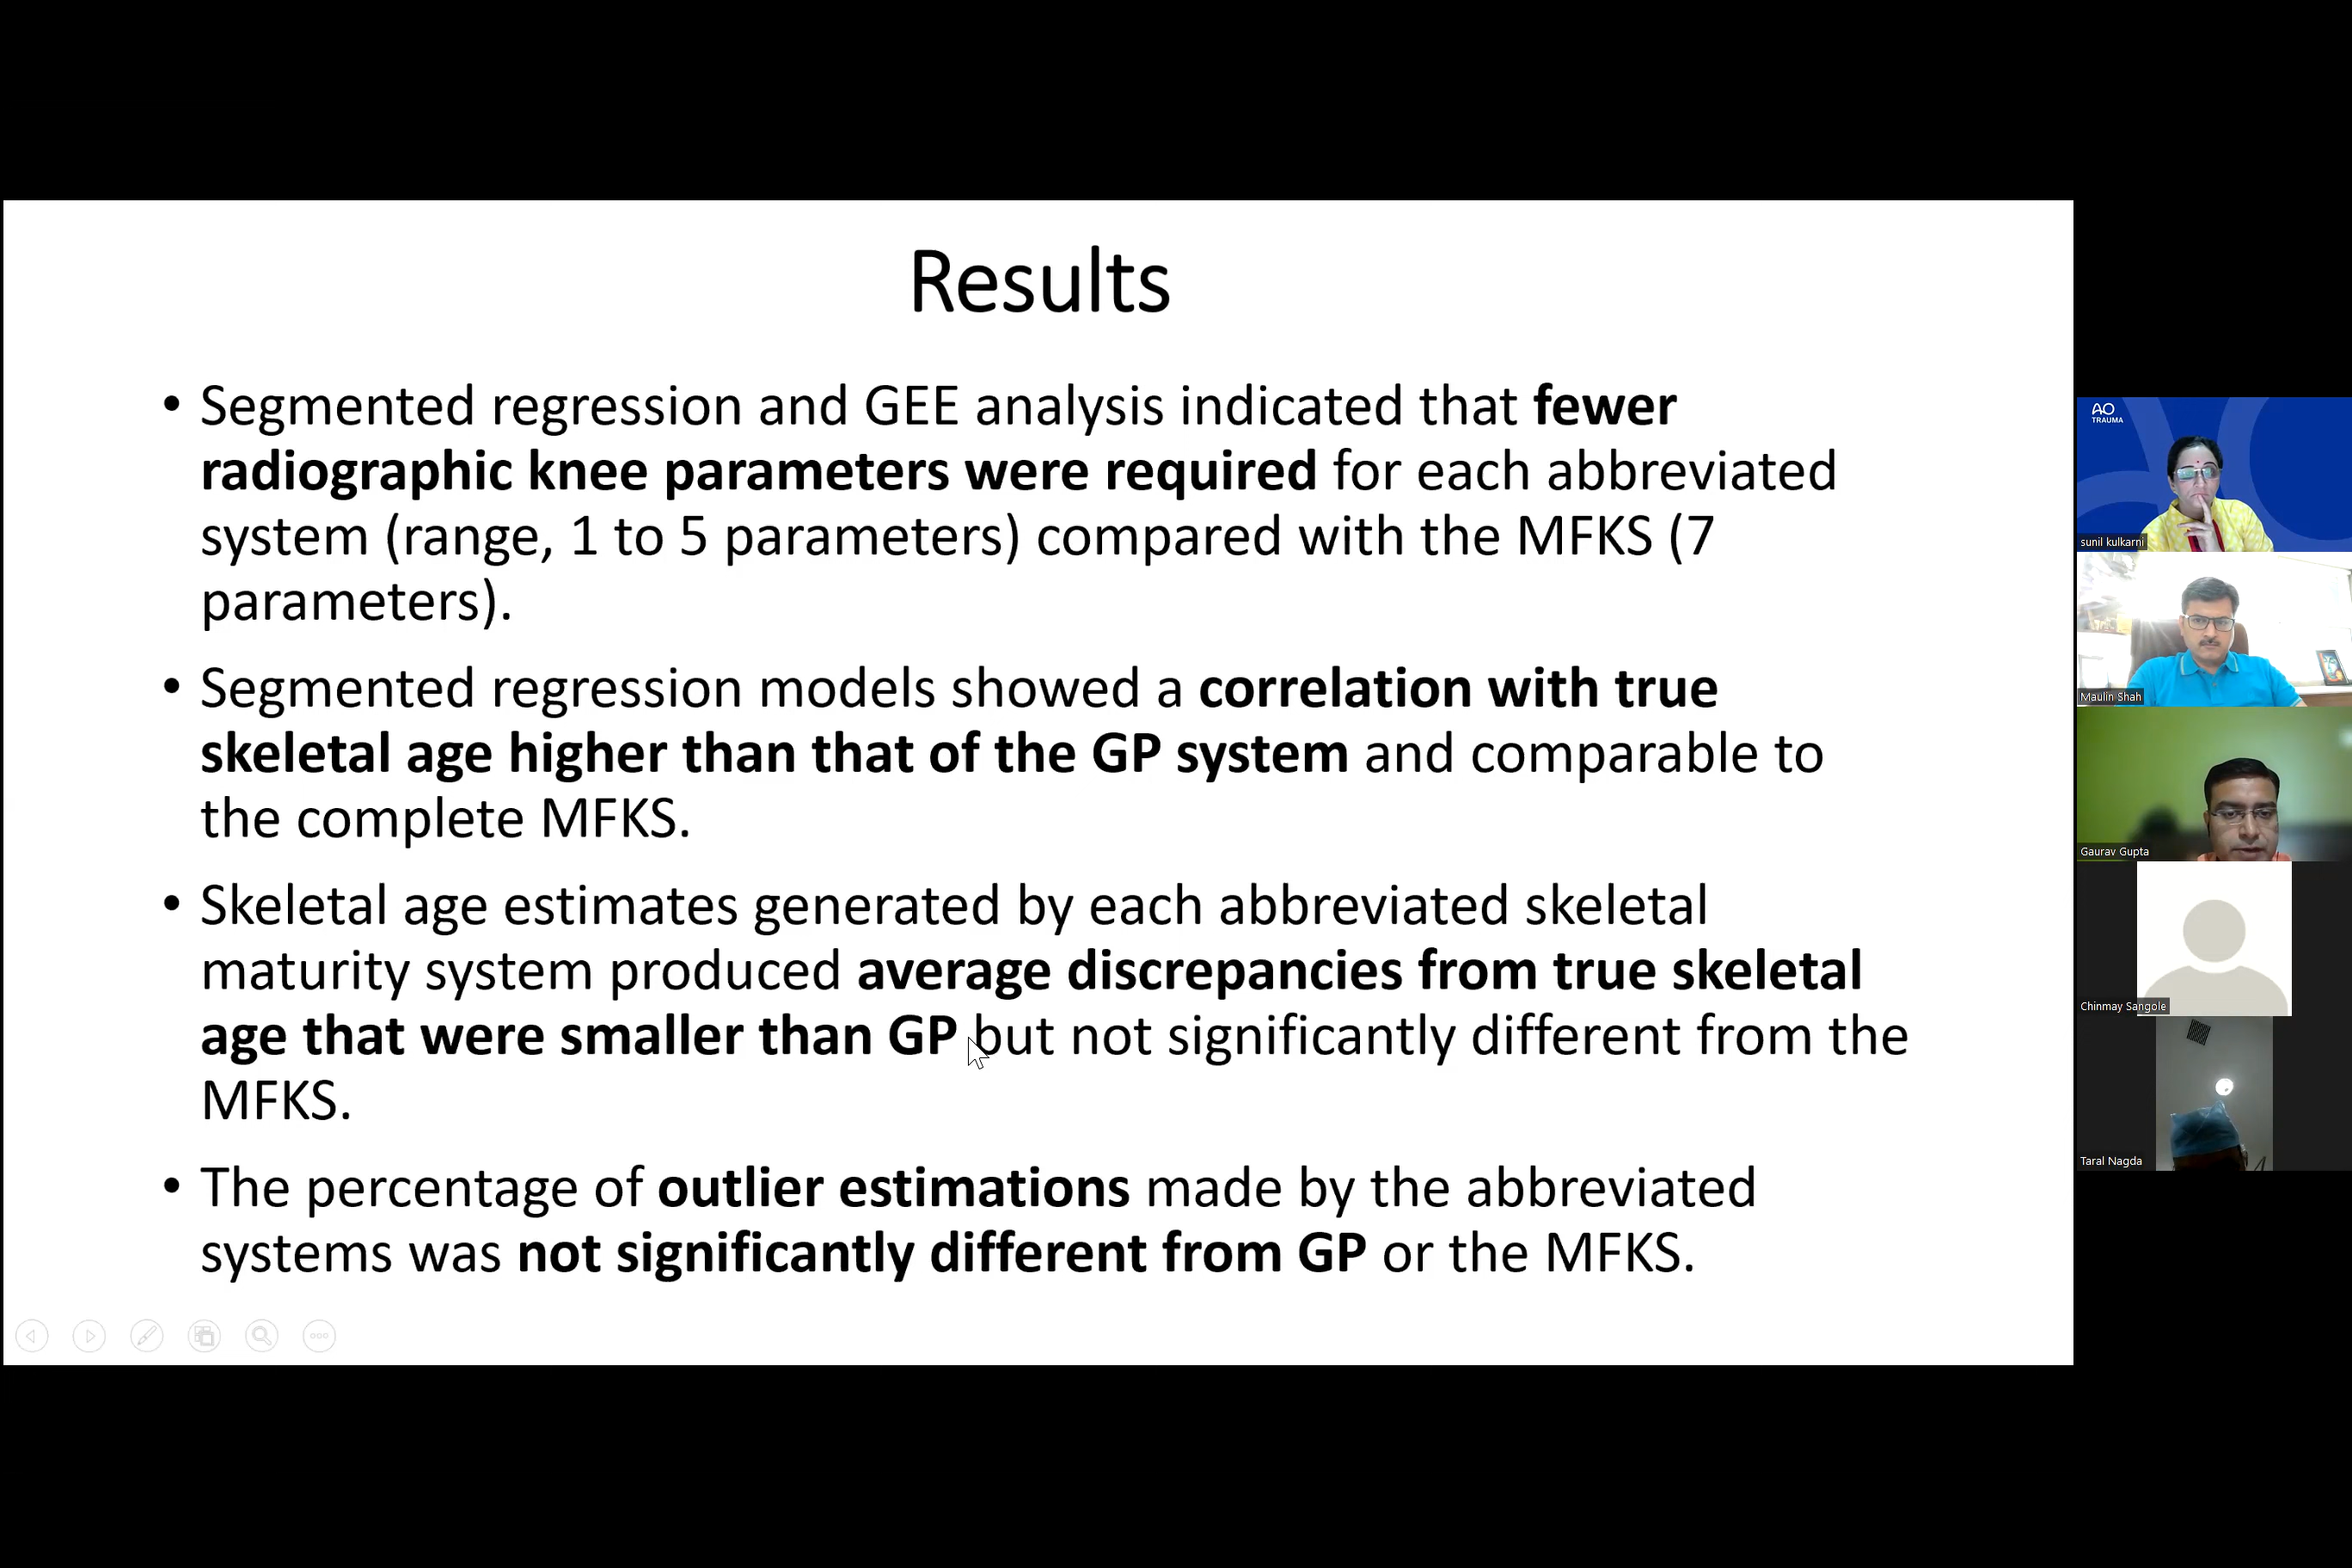 Results
• Segmented regression and GEE analysis indicated that fewer
radiographic knee parameters were required for each abbreviated
system (range, 1 to 5 parameters) compared with the MFKS (7
parameters).
• Segmented regression models showed a correlation with true
skeletal age higher than that of the GP system and comparable to
the complete MFKS.
• Skeletal age estimates generated by each abbreviated skeletal
maturity system produced average discrepancies from true skeletal
age that were smaller than GP but not significantly different from the
MFKS.
• The percentage of outlier estimations made by the abbreviated
systems was not significantly different from GP or the MFKS.
AO
TRAUMA
sunil kulkarni
Maulin Shah
Gaurav Gupta
Chinmay Sangole
Taral Nagda